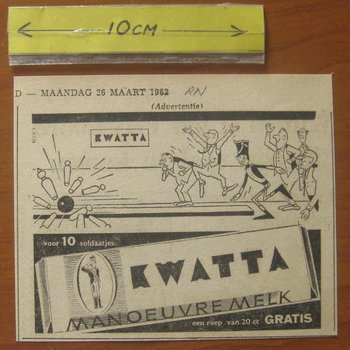 10CM
D — MAANDAG 26 MAART 1962 RN
(Advertentie)
KWATTA
voor 10 soldaatjes:
KWATTA
MANOEUVRE MELK
een reep van 20 ct GRATIS